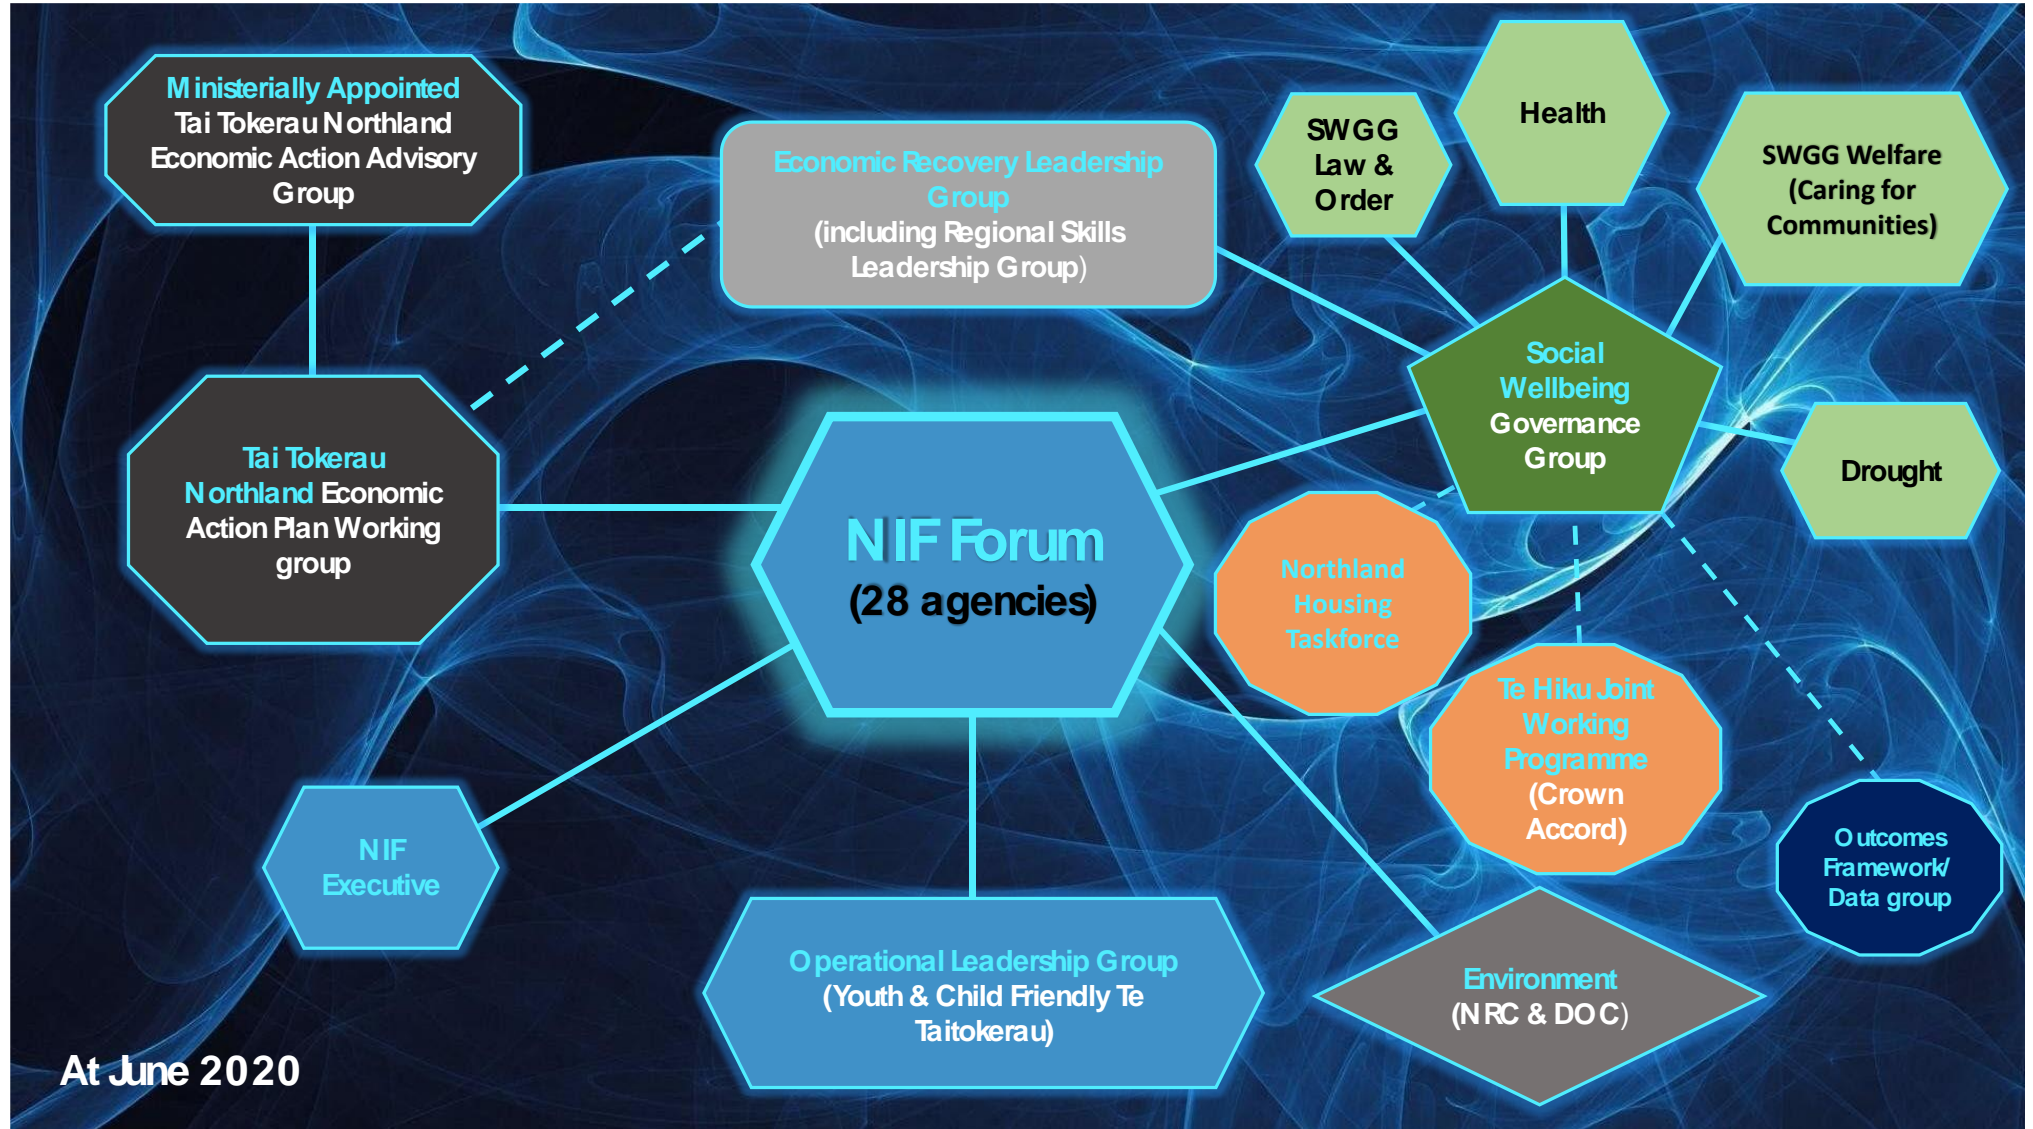 Ministerially Appointed
Tai Tokerau Northland
Economic Action Advisory
Group
Economic Recovery Leadership
Group
(including Regional Skills
Leadership Group)
SWGG
Law &
Order
Health
SWGG Welfare
(Caring for
Communities)
Social
Wellbeing
Governance
Group
Drought
Tai Tokerau
Northland Economic
Action Plan Working
group
NIF Forum
(28 agencies)
Northland
Housing
Taskforce
Te Hiku Joint
Working
Programme
(Crown
Accord)
Outcomes
Framework/
Data group
NIF
Executive
Operational Leadership Group
(Youth & Child Friendly Te
Taitokerau)
Environment
(NRC & DOC)
At June 2020